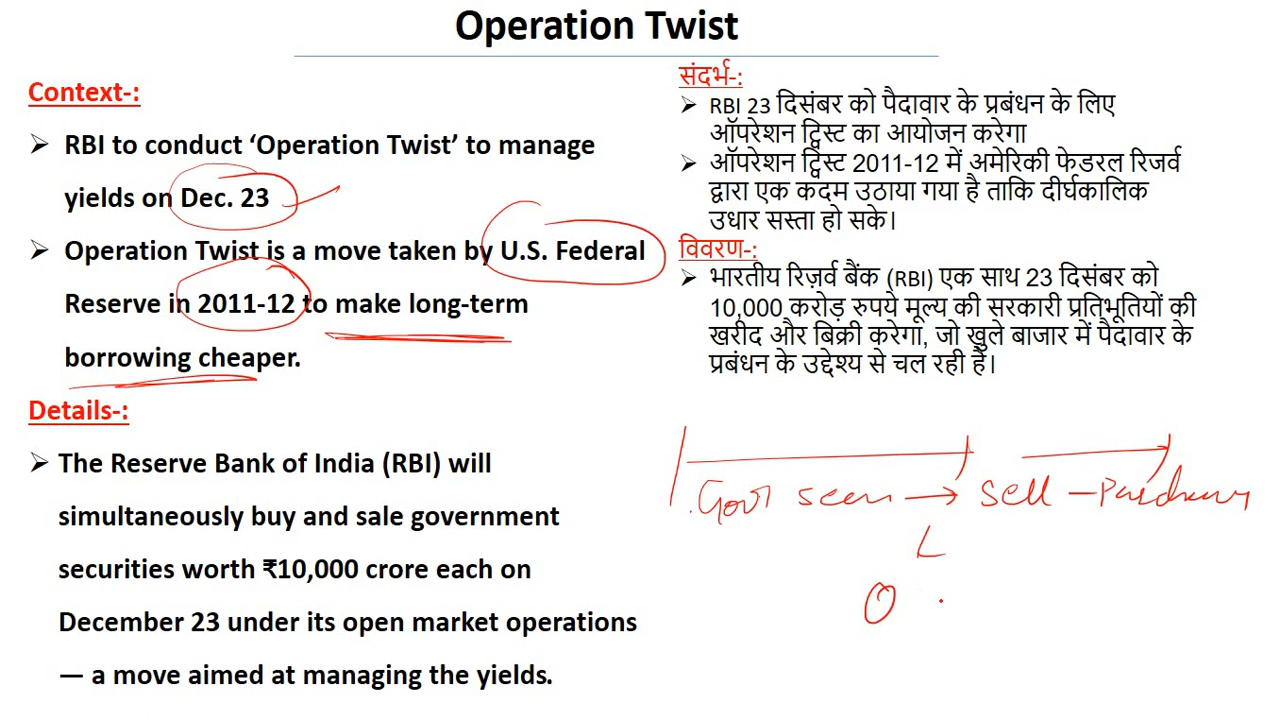 Operation Twist
Context-:
➢ RBI to conduct ‘Operation Twist’ to manage
yields on Dec. 23
➢ Operation Twist is a move taken by U.S. Federal
Reserve in 2011-12 to make long-term
borrowing cheaper.
Details-:
➢ The Reserve Bank of India (RBI) will
simultaneously buy and sale government
securities worth ₹10,000 crore each on
December 23 under its open market operations
— a move aimed at managing the yields.
संदर्भ-:
➢ RBI 23 दिसंबर को पैदावार के प्रबंधन के लिए
ऑपरेशन ट्विस्ट का आयोजन करेगा
➢ ऑपरेशन ट्विस्ट 2011-12 में अमेरिकी फेडरल रिजर्व
द्वारा एक कदम उठाया गया है ताकि दीर्घकालिक
उधार सस्ता हो सके।
विवरण-:
➢ भारतीय रिज़र्व बैंक (RBI) एक साथ 23 दिसंबर को
10,000 करोड़ रुपये मूल्य की सरकारी प्रतिभूतियों की
खरीद और बिक्री करेगा, जो खुले बाजार में पैदावार के
प्रबंधन के उद्देश्य से चल रही है।
Govt → Sell –
L
O